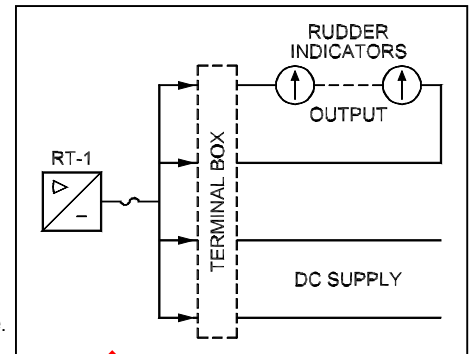 RUDDER
INDICATORS
OUTPUT
RT-1
TERMINAL BOX
DC SUPPLY